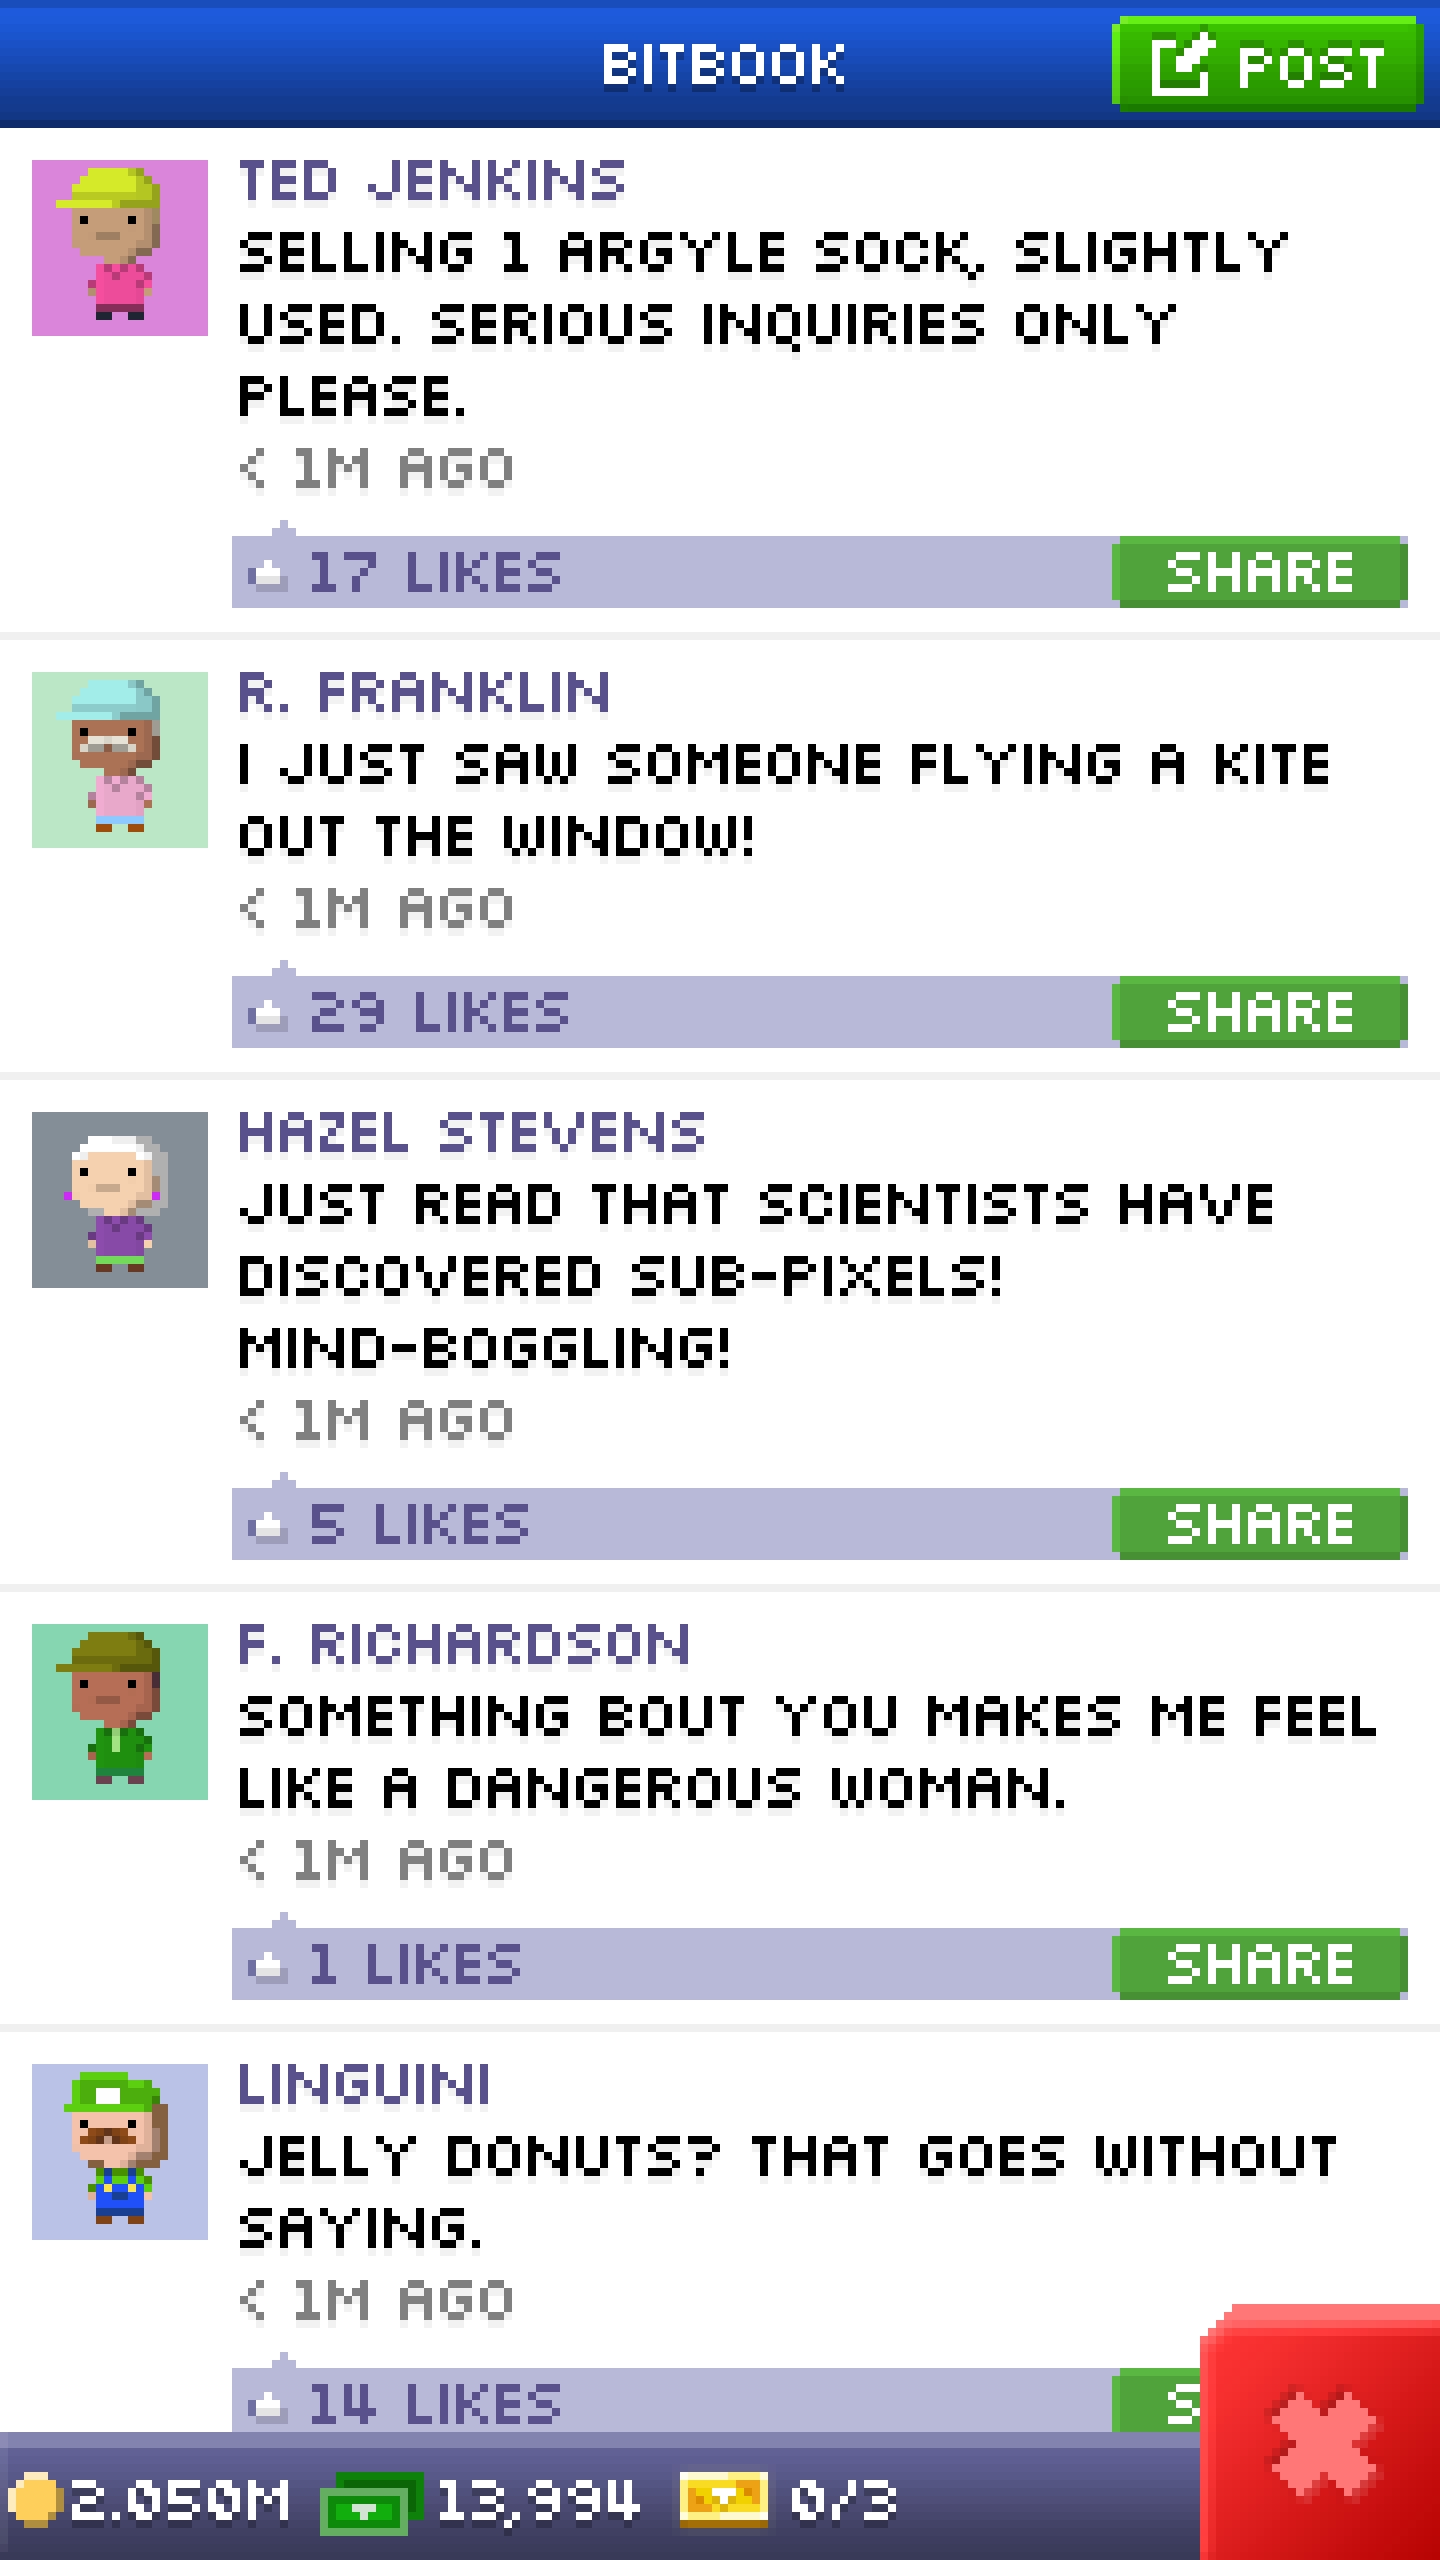 BITBOOK
POST
TED JENKINS
SELLING 1 ARGYLE SOCK, SLIGHTLY
USED. SERIOUS INQUIRIES ONLY
PLEASE.
< 1M AGO
17 LIKES
SHARE
R. FRANKLIN
I JUST SAW SOMEONE FLYING A KITE
OUT THE WINDOW!
< 1M AGO
29 LIKES
SHARE
HAZEL STEVENS
JUST READ THAT SCIENTISTS HAVE
DISCOVERED SUB-PIXELS!
MIND-BOGGLING!
< 1M AGO
5 LIKES
SHARE
F. RICHARDSON
SOMETHING BOUT YOU MAKES ME FEEL
LIKE A DANGEROUS WOMAN.
< 1M AGO
1 LIKES
SHARE
LINGUINI
JELLY DONUTS? THAT GOES WITHOUT
SAYING.
< 1M AGO
14 LIKES
S
2.050M 13,994 0/3